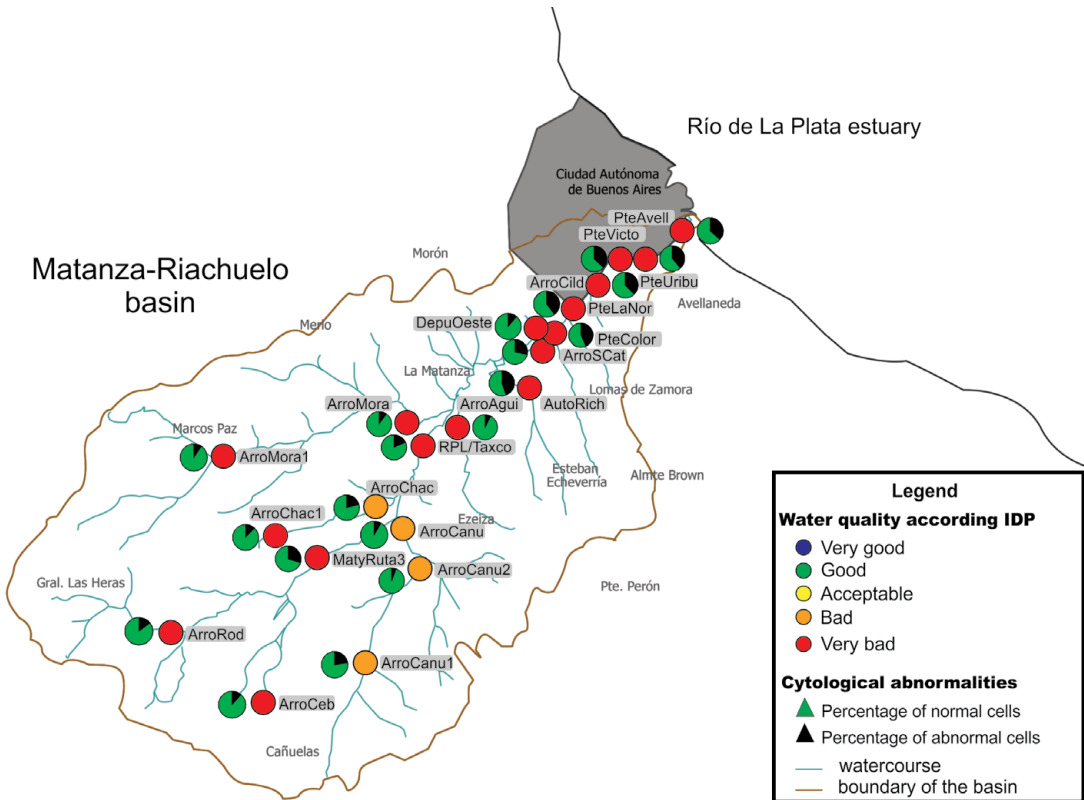 Río de La Plata estuary
Ciudad Autónoma
de Buenos Aires
PteAvell
PteVicto
Morón
Matanza-Riachuelo
basin
ArroCild
PteUribu
Avellaneda
PteLaNor
Merlo
DepuOeste
PteColor
ArroSCat
La Matanza
Lomas de Zamora
ArroMora
ArroAgui
AutoRich
Marcos Paz
RPL/Taxco
ArroMora1
Esteban
Echeverría
Almte Brown
ArroChac
ArroChac1
Ezeiza
ArroCanu
MatyRuta3
ArroCanu2
Gral. Las Heras
Pte. Perón
ArroRod
ArroCanu1
ArroCeb
Cañuelas
Legend
Water quality according IDP
Very good
Good
Acceptable
Bad
Very bad
Cytological abnormalities
Percentage of normal cells
Percentage of abnormal cells
watercourse
boundary of the basin